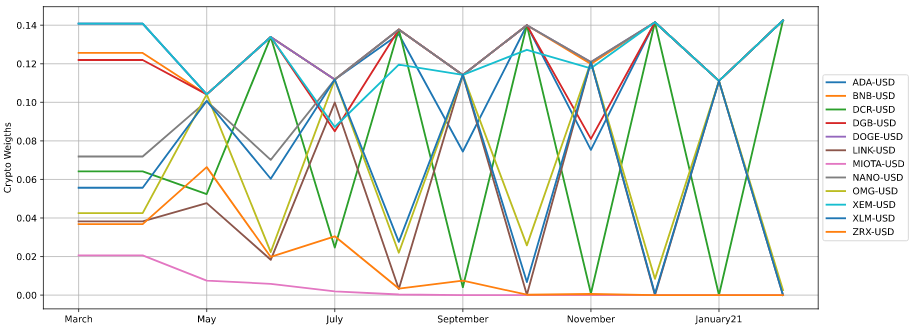 Crypto Weigths
0.14
0.12
0.10
0.08
0.06
0.04
0.02
0.00
March
May
July
September
November
January21
ADA-USD
BNB-USD
DCR-USD
DGB-USD
DOGE-USD
LINK-USD
MIOTA-USD
NANO-USD
OMG-USD
XEM-USD
XLM-USD
ZRX-USD